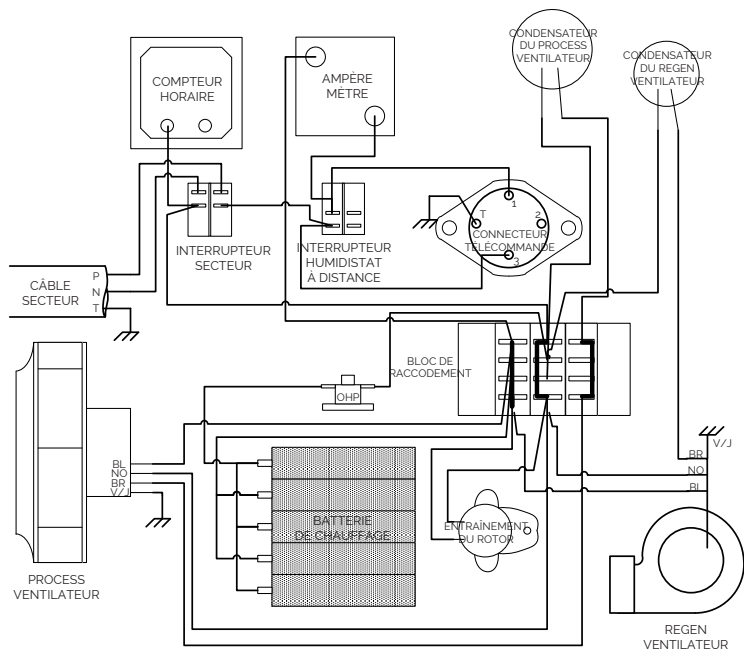 CONDENSATEUR
DU PROCESS
VENTILATEUR
CONDENSATEUR
DU REGEN
VENTILATEUR
COMPTEUR
HORAIRE
AMPÈRE
MÈTRE
INTERRUPTEUR
SECTEUR
INTERRUPTEUR
HUMIDISTAT
À DISTANCE
1
T
2
CONNECTEUR
TÉLÉCOMMANDE
3
CÂBLE
SECTEUR
P
N
T
BLOC DE
RACCODEMENT
OHP
V/J
BR
NO
BL
BL
NO
BR
V/J
BATTERIE
DE CHAUFFAGE
ENTRAÎNEMENT
DU ROTOR
PROCESS
VENTILATEUR
REGEN
VENTILATEUR